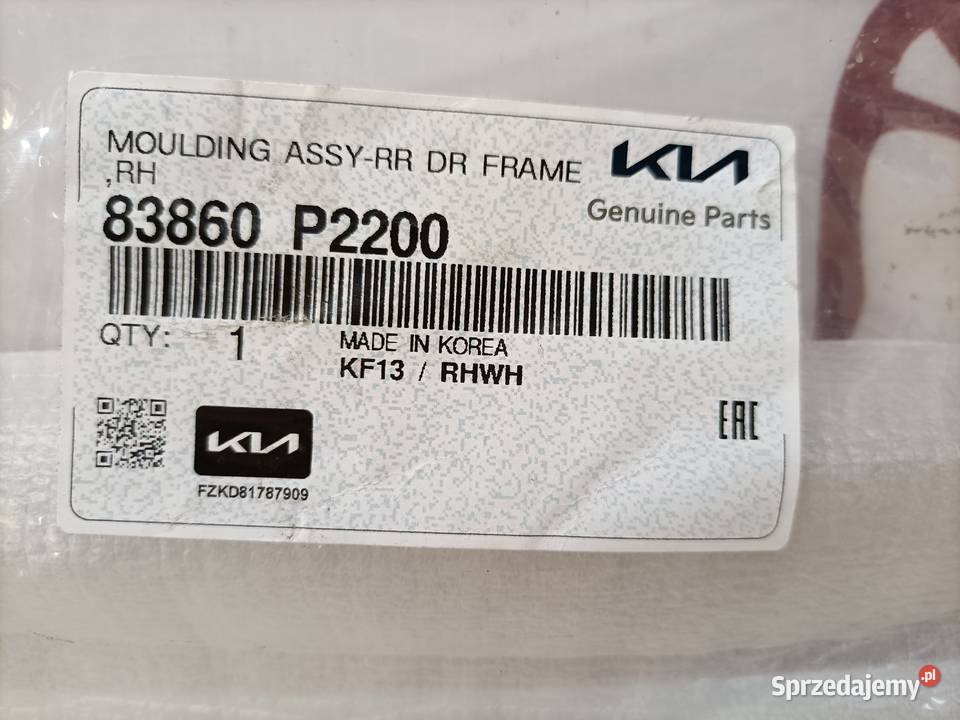 MOULDING ASSY-RR DR FRAME
,RH
KIA
Genuine Parts
83860 P2200
QTY: 1
MADE IN KOREA
KF13 / RHWH
EAC
KIA
FZKD81787909
Sprzedajemy.pl